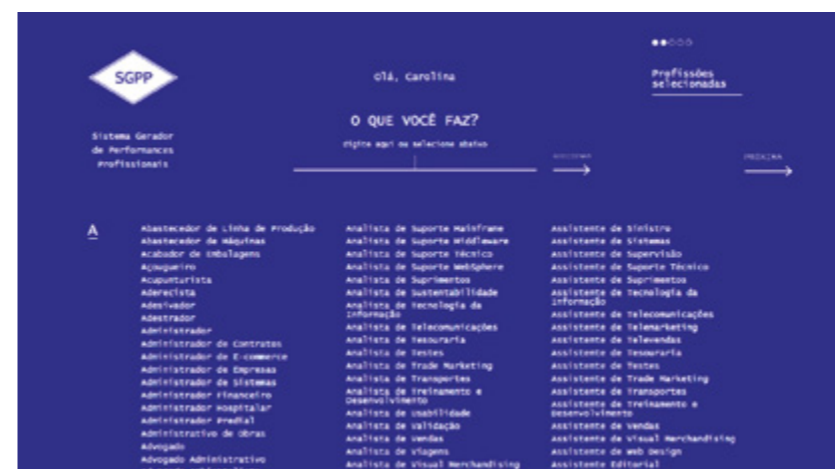 SGPP
Sistema Gerador
de Performances
Profissionais
Olá, Carolina
O QUE VOCÊ FAZ?
digite aqui ou selecione abaixo
Profissões
selecionadas
PRÓXIMA
A
Abastecedor de Linha de Produção
Abastecedor de Máquinas
Acabador de Embalagens
Açougueiro
Acupunturista
Aderecista
Adesivador
Adestrador
Administrador
Administrador de Contratos
Administrador de E-commerce
Administrador de Empresas
Administrador de Sistemas
Administrador Financeiro
Administrador Hospitalar
Administrador Predial
Administrativo de Obras
Advogado
Advogado Administrativo
Analista de Suporte Mainframe
Analista de Suporte Middleware
Analista de Suporte Técnico
Analista de Suporte WebSphere
Analista de Suprimentos
Analista de Sustentabilidade
Analista de Tecnologia da
Informação
Analista de Telecomunicações
Analista de Tesouraria
Analista de Testes
Analista de Trade Marketing
Analista de Transportes
Analista de Treinamento e
Desenvolvimento
Analista de Usabilidade
Analista de Validação
Analista de Vendas
Analista de Viagens
Analista de Visual Merchandising
Assistente de Sinistro
Assistente de Sistemas
Assistente de Supervisão
Assistente de Suporte Técnico
Assistente de Suprimentos
Assistente de Tecnologia da
Informação
Assistente de Telecomunicações
Assistente de Telemarketing
Assistente de Televendas
Assistente de Tesouraria
Assistente de Testes
Assistente de Trade Marketing
Assistente de Transportes
Assistente de Treinamento e
Desenvolvimento
Assistente de Vendas
Assistente de Visual Merchandising
Assistente de Web Design
Assistente Editorial